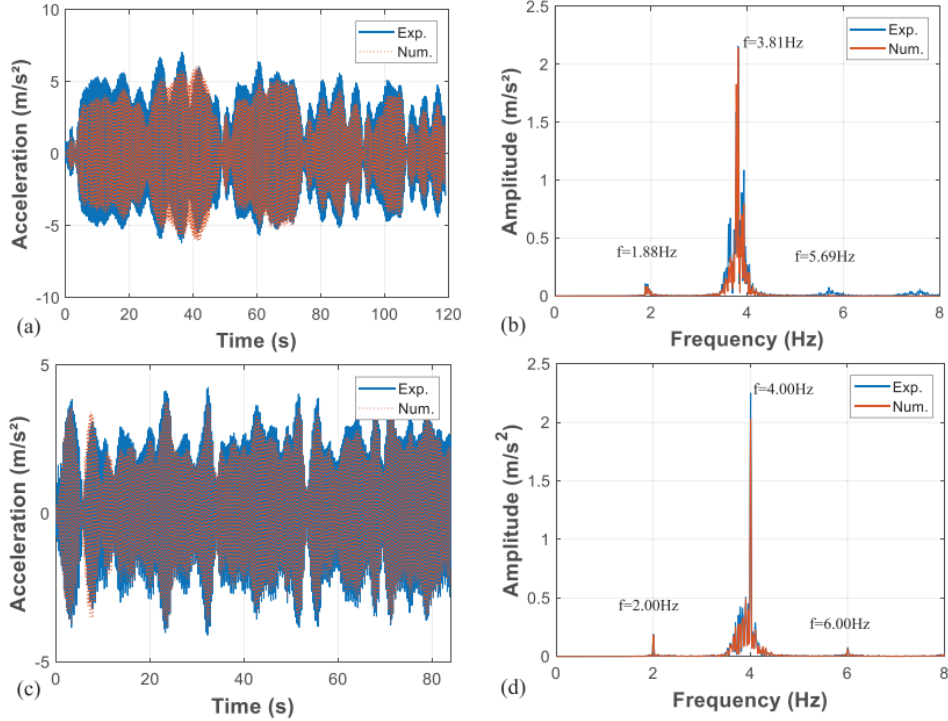 10
5
0
-5
-10
Acceleration (m/s²)
Exp.
Num.
0 20 40 60 80 100 120
Time (s)
(a)
2.5
2
1.5
1
0.5
0
Amplitude (m/s²)
f=3.81Hz
Exp.
Num.
f=1.88Hz
f=5.69Hz
0 2 4 6 8
Frequency (Hz)
(b)
5
0
-5
Acceleration (m/s²)
Exp.
Num.
0 20 40 60 80
Time (s)
(c)
2.5
2
1.5
1
0.5
0
Amplitude (m/s²)
f=4.00Hz
Exp.
Num.
f=2.00Hz
f=6.00Hz
0 2 4 6 8
Frequency (Hz)
(d)